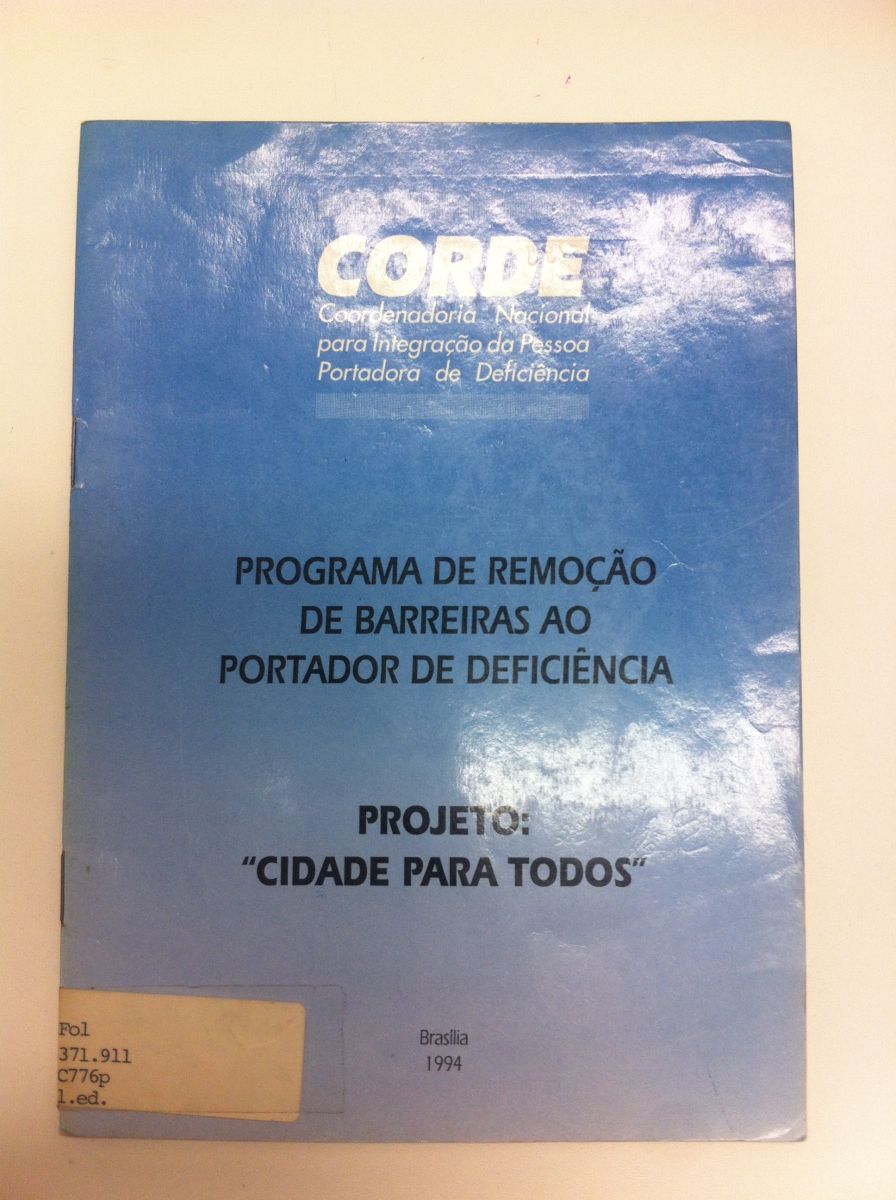 CORDE
Coordenadoria Nacional
para Integração da Pessoa
Portadora de Deficiência
PROGRAMA DE REMOÇÃO
DE BARREIRAS AO
PORTADOR DE DEFICIÊNCIA
PROJETO:
"CIDADE PARA TODOS"
Fol
371.911
C776p
1.ed.
Brasília
1994